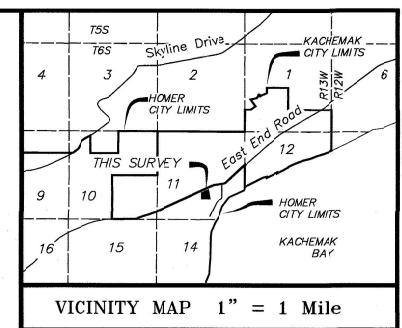 T5S
T6S
Skyline Drive
KACHEMAK
CITY LIMITS
4
3
2
1
R13W
R12W
6
HOMER
CITY LIMITS
East End Road
THIS SURVEY
12
9
10
11
HOMER
CITY LIMITS
16
15
14
KACHEMAK
BAY
VICINITY MAP 1" = 1 Mile